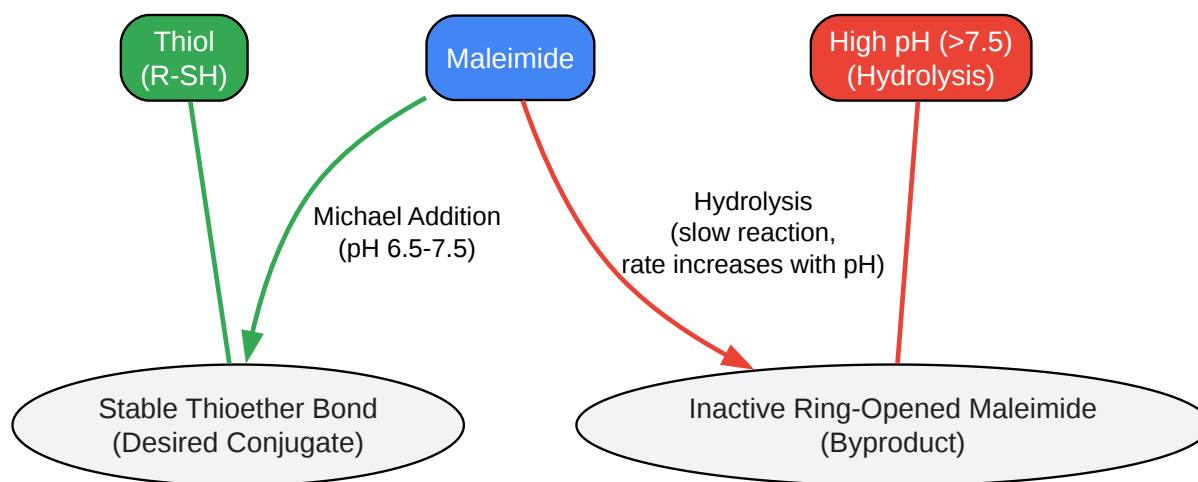 Thiol
(R-SH)
Maleimide
High pH (>7.5)
(Hydrolysis)
Michael Addition
(pH 6.5-7.5)
Hydrolysis
(slow reaction,
rate increases with pH)
Stable Thioether Bond
(Desired Conjugate)
Inactive Ring-Opened Maleimide
(Byproduct)